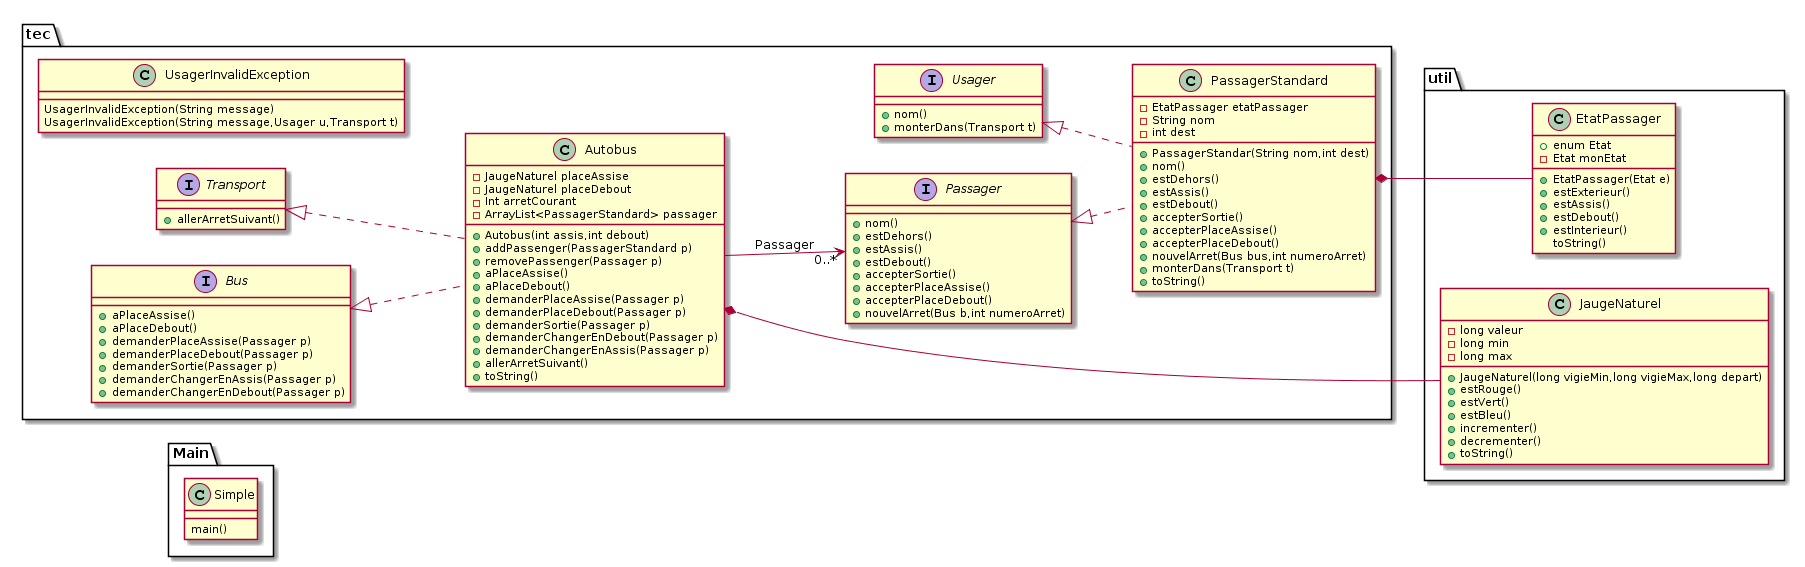 tec
C UsagerInvalidException
UsagerInvalidException(String message)
UsagerInvalidException(String message,Usager u,Transport t)
I Transport
allerArretSuivant()
I Bus
aPlaceAssise()
aPlaceDebout()
demanderPlaceAssise(Passager p)
demanderPlaceDebout(Passager p)
demanderSortie(Passager p)
demanderChangerEnAssis(Passager p)
demanderChangerEnDebout(Passager p)
C Autobus
JaugeNaturel placeAssise
JaugeNaturel placeDebout
Int arretCourant
ArrayList<PassagerStandard> passager
Autobus(int assis,int debout)
addPassenger(PassagerStandard p)
removePassenger(Passager p)
aPlaceAssise()
aPlaceDebout()
demanderPlaceAssise(Passager p)
demanderPlaceDebout(Passager p)
demanderSortie(Passager p)
demanderChangerEnDebout(Passager p)
demanderChangerEnAssis(Passager p)
allerArretSuivant()
toString()
Passager
0..*
I Usager
nom()
monterDans(Transport t)
I Passager
nom()
estDehors()
estAssis()
estDebout()
accepterSortie()
accepterPlaceAssise()
accepterPlaceDebout()
nouvelArret(Bus b,int numeroArret)
C PassagerStandard
EtatPassager etatPassager
String nom
int dest
PassagerStandar(String nom,int dest)
nom()
estDehors()
estAssis()
estDebout()
accepterSortie()
accepterPlaceAssise()
accepterPlaceDebout()
nouvelArret(Bus bus,int numeroArret)
monterDans(Transport t)
toString()
util
C EtatPassager
enum Etat
Etat monEtat
EtatPassager(Etat e)
estExterieur()
estAssis()
estDebout()
estInterieur()
toString()
C JaugeNaturel
long valeur
long min
long max
JaugeNaturel(long vigieMin,long vigieMax,long depart)
estRouge()
estVert()
estBleu()
incrementer()
decrementer()
toString()
Main
C Simple
main()